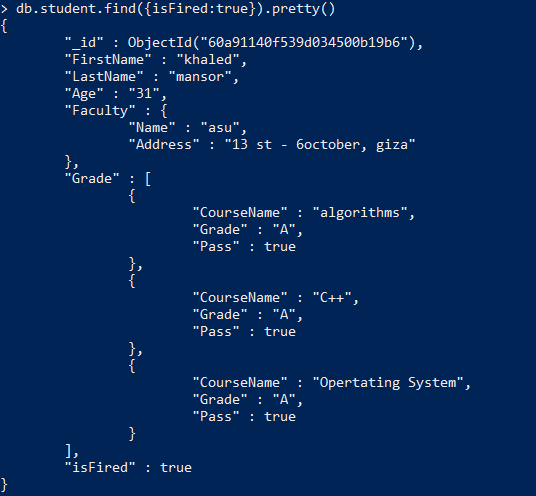 > db.student.find({isFired:true}).pretty()
{
        "_id" : ObjectId("60a91140f539d034500b19b6"),
        "FirstName" : "khaled",
        "LastName" : "mansor",
        "Age" : "31",
        "Faculty" : {
                "Name" : "asu",
                "Address" : "13 st - 6october, giza"
        },
        "Grade" : [
                {
                        "CourseName" : "algorithms",
                        "Grade" : "A",
                        "Pass" : true
                },
                {
                        "CourseName" : "C++",
                        "Grade" : "A",
                        "Pass" : true
                },
                {
                        "CourseName" : "Opertating System",
                        "Grade" : "A",
                        "Pass" : true
                }
        ],
        "isFired" : true
}